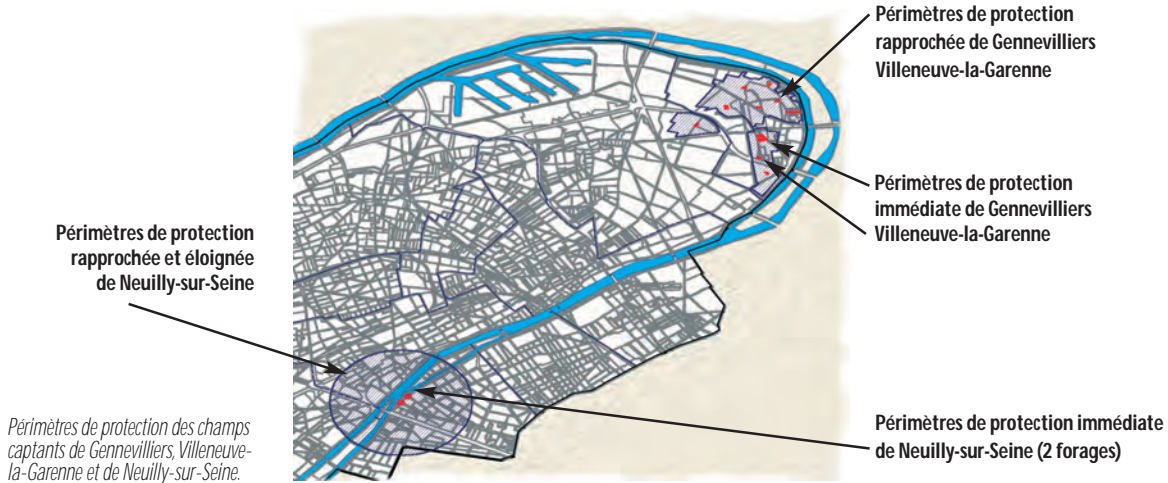 Périmètres de protection
rapprochée de Gennevilliers
Villeneuve-la-Garenne
Périmètres de protection
immédiate de Gennevilliers
Villeneuve-la-Garenne
Périmètres de protection
rapprochée et éloignée
de Neuilly-sur-Seine
Périmètres de protection immédiate
de Neuilly-sur-Seine (2 forages)
Périmètres de protection des champs
captants de Gennevilliers, Villeneuve-
la-Garenne et de Neuilly-sur-Seine.